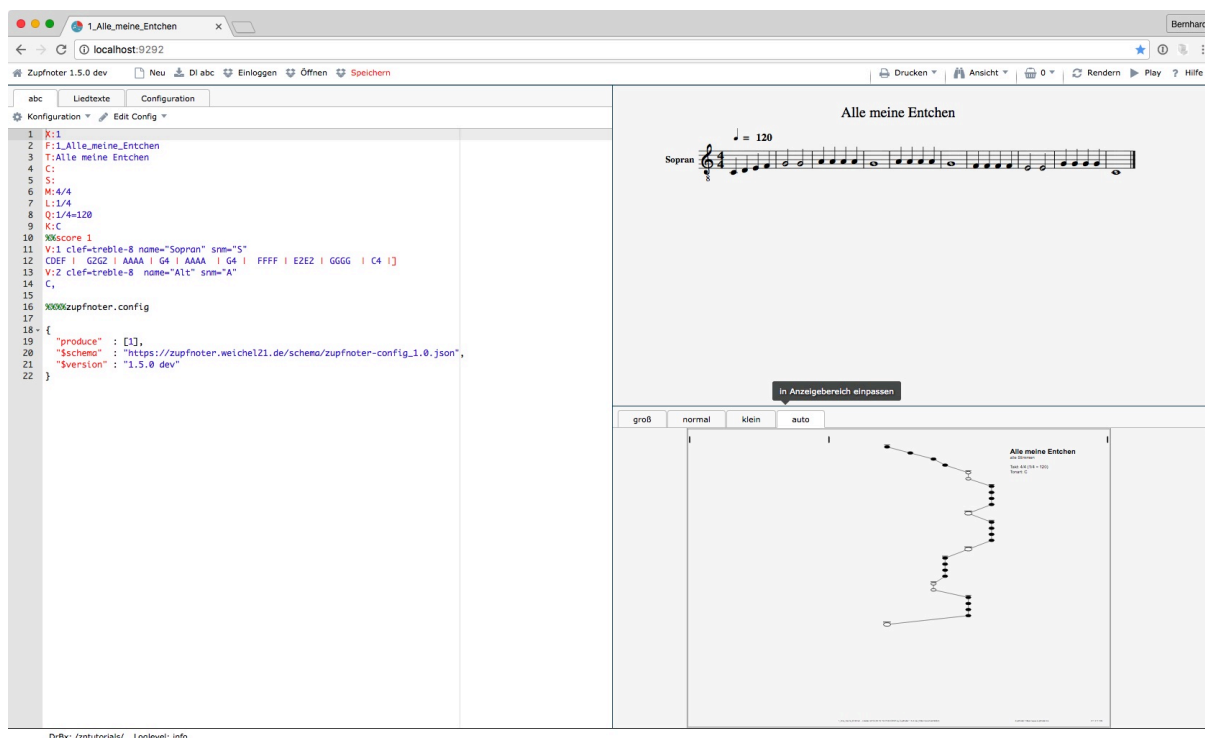 1_Alle_meine_Entchen
Bernhard
localhost:9292
Zupfnoter 1.5.0 dev Neu Dl abc Einloggen Öffnen Speichern Drucken Ansicht 0 Rendern Play ? Hilfe
abc Liedtexte Configuration
Konfiguration Edit Config
1 X:1
2 F:1_Alle_meine_Entchen
3 T:Alle meine Entchen
4 C:
5 S:
6 M:4/4
7 L:1/4
8 Q:1/4=120
9 K:C
10 %%score 1
11 V:1 clef=treble-8 name="Sopran" snm="S"
12 CDEF | G2G2 | AAAA | G4 | AAAA | G4 | FFFF | E2E2 | GGGG | C4 |]
13 V:2 clef=treble-8 name="Alt" snm="A"
14 C,
15
16 %%%%zupfnoter.config
17
18 {
19 "produce" : [1],
20 "$schema" : "https://zupfnoter.weichel21.de/schema/zupfnoter-config_1.0.json",
21 "$version" : "1.5.0 dev"
22 }
Alle meine Entchen
= 120
Sopran
4
4
8
in Anzeigebereich einpassen
groß normal klein auto
Alle meine Entchen
alle Stimmen
Takt: 4/4 (1/4 = 120)
Tonart: C
DrBx: /zntutorials/ Loglevel: info